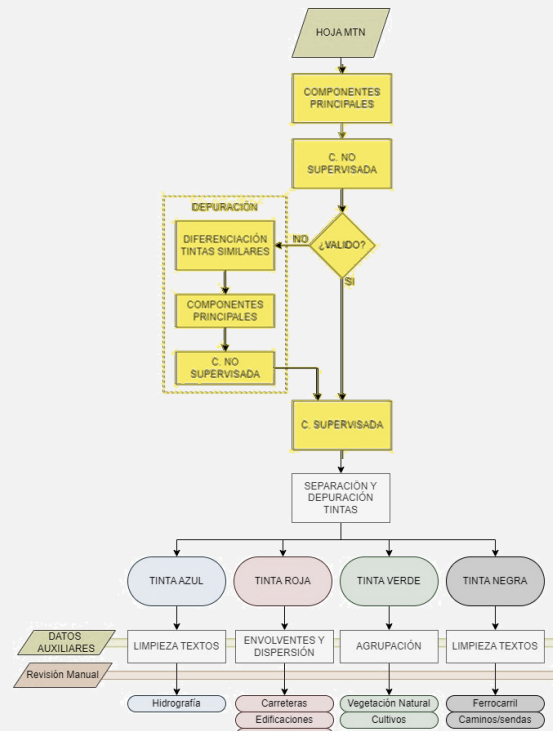 HOJA MTN
COMPONENTES
PRINCIPALES
C. NO
SUPERVISADA
DEPURACIÓN
DIFERENCIACIÓN
TINTAS SIMILARES
NO
¿VALIDO?
SI
COMPONENTES
PRINCIPALES
C. NO
SUPERVISADA
C. SUPERVISADA
SEPARACIÓN Y
DEPURACIÓN
TINTAS
TINTA AZUL
TINTA ROJA
TINTA VERDE
TINTA NEGRA
DATOS
AUXILIARES
LIMPIEZA TEXTOS
ENVOLVENTES Y
DISPERSIÓN
AGRUPACIÓN
LIMPIEZA TEXTOS
Revisión Manual
Hidrografía
Carreteras
Vegetación Natural
Ferrocarril
Edificaciones
Cultivos
Caminos/sendas